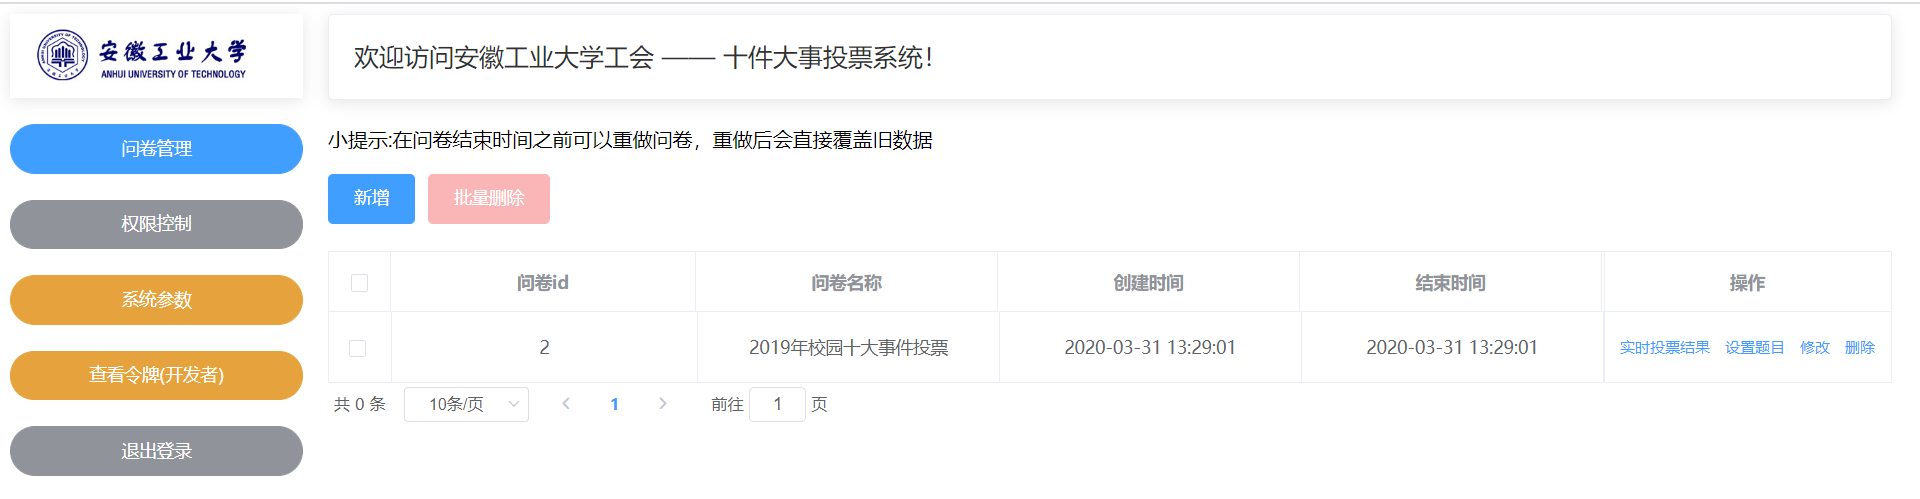 安徽工业大学
ANHUI UNIVERSITY OF TECHNOLOGY
问卷管理
权限控制
系统参数
查看令牌(开发者)
退出登录
欢迎访问安徽工业大学工会 —— 十件大事投票系统！
小提示:在问卷结束时间之前可以重做问卷，重做后会直接覆盖旧数据
新增 批量删除
问卷id 问卷名称 创建时间 结束时间 操作
2 2019年校园十大事件投票 2020-03-31 13:29:01 2020-03-31 13:29:01 实时投票结果 设置题目 修改 删除
共 0 条 10条/页 1 前往 1 页